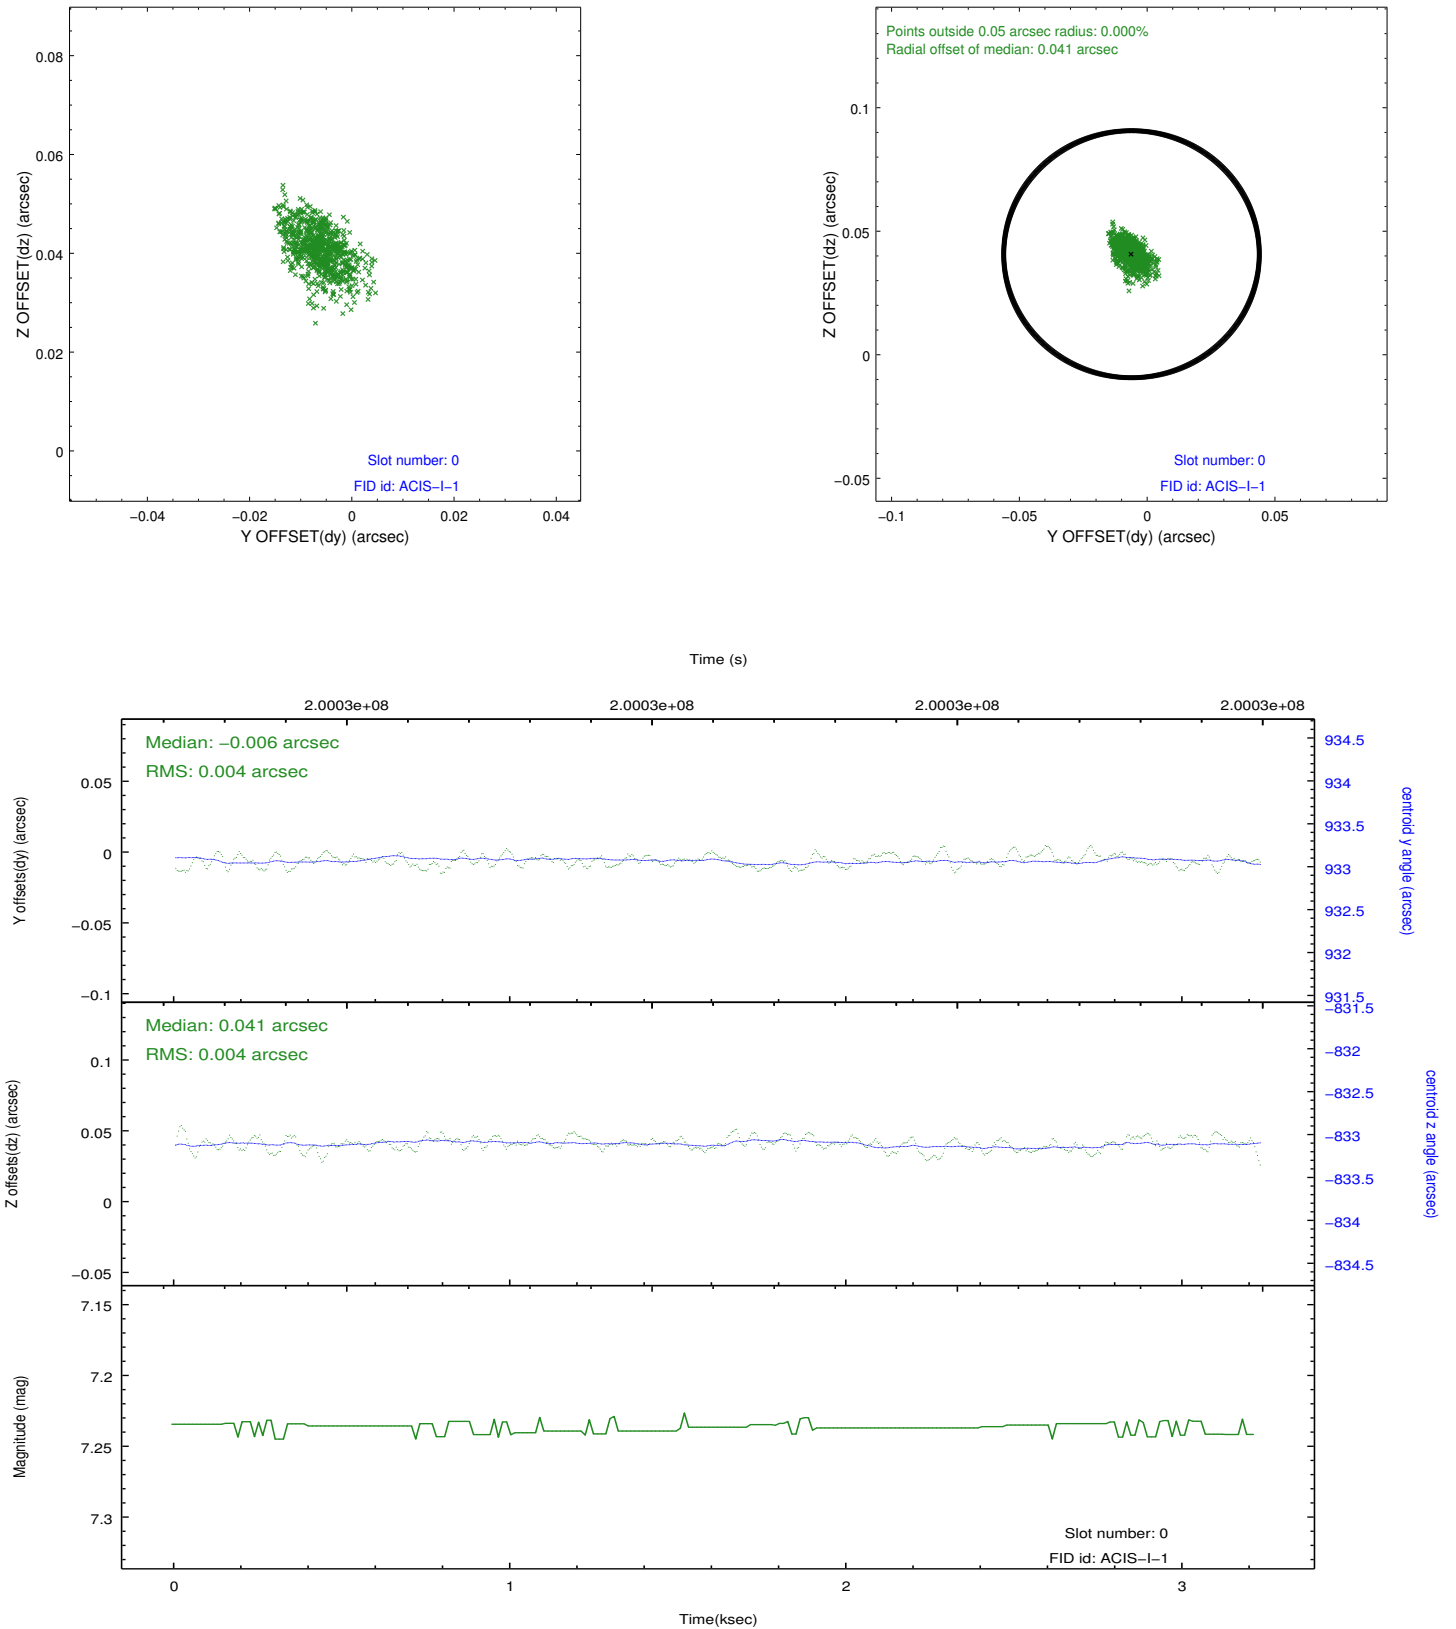 0.08
0.06
0.04
0.02
0
Z OFFSET(dz) (arcsec)
Slot number: 0
FID id: ACIS−I−1
−0.04
−0.02
0
0.02
0.04
Y OFFSET(dy) (arcsec)
Points outside 0.05 arcsec radius: 0.000%
Radial offset of median: 0.041 arcsec
0.1
0.05
0
−0.05
Z OFFSET(dz) (arcsec)
Slot number: 0
FID id: ACIS−I−1
−0.1
−0.05
0
0.05
Y OFFSET(dy) (arcsec)
Time (s)
2.0003e+08
2.0003e+08
2.0003e+08
2.0003e+08
Median: −0.006 arcsec
RMS: 0.004 arcsec
0.05
0
−0.05
−0.1
Y offsets(dy) (arcsec)
934.5
934
933.5
933
932.5
932
931.5
centroid y angle (arcsec)
Median: 0.041 arcsec
RMS: 0.004 arcsec
0.1
0.05
0
−0.05
Z offsets(dz) (arcsec)
−831.5
−832
−832.5
−833
−833.5
−834
−834.5
centroid z angle (arcsec)
7.15
7.2
7.25
7.3
Magnitude (mag)
Slot number: 0
FID id: ACIS−I−1
0
1
2
3
Time(ksec)